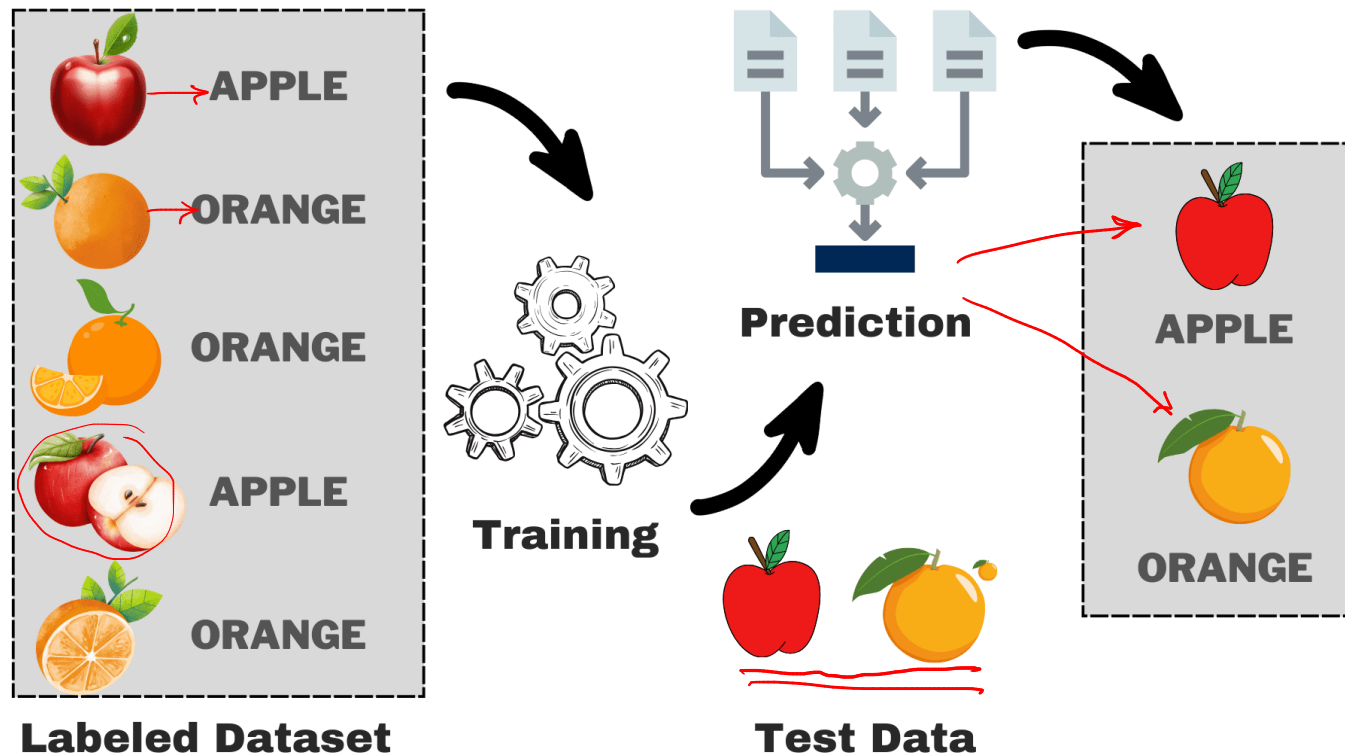 APPLE
ORANGE
ORANGE
APPLE
ORANGE
Labeled Dataset
Training
Prediction
Test Data
APPLE
ORANGE